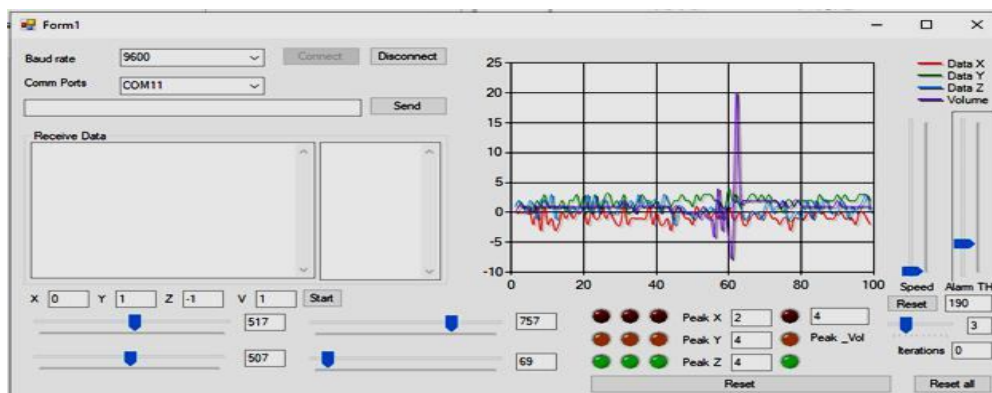 Form1
Baud rate 9600 Connect Disconnect
Comm Ports COM11
Send
Receive Data
25
20
15
10
5
0
-5
-10
0 20 40 60 80 100
Data X
Data Y
Data Z
Volume
X 0 Y 1 Z -1 V 1 Start
517 757
507 69
Peak X 2 4
Peak Y 4 Peak _Vol
Peak Z 4
Reset
Speed Alarm TH
Reset 190
3
Iterations 0
Reset all